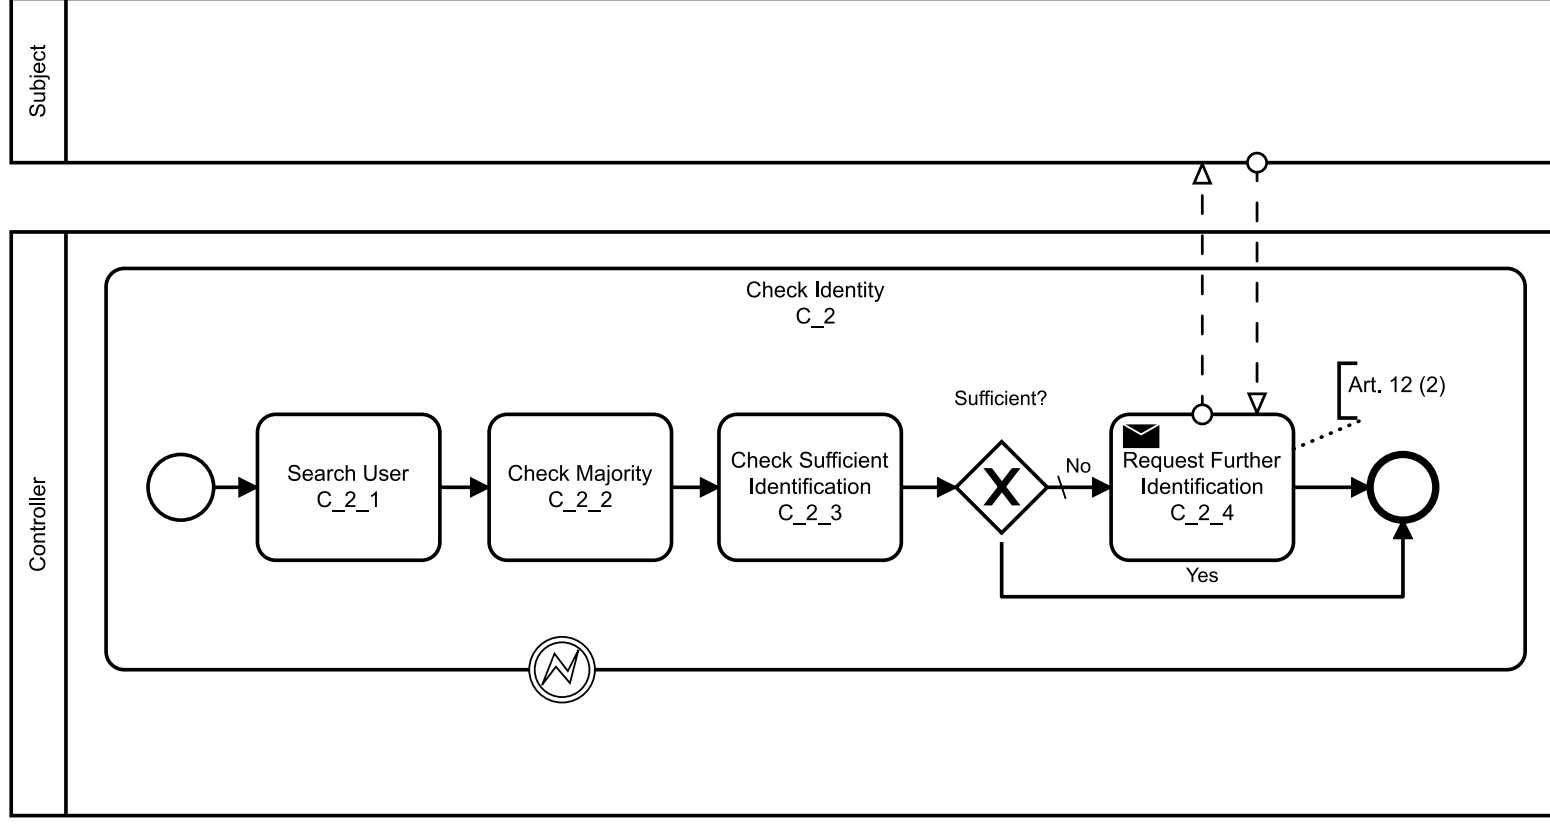 Subject
Controller
Check Identity
C_2
Search User
C_2_1
Check Majority
C_2_2
Check Sufficient
Identification
C_2_3
Sufficient?
No
Yes
Request Further
Identification
C_2_4
Art. 12 (2)